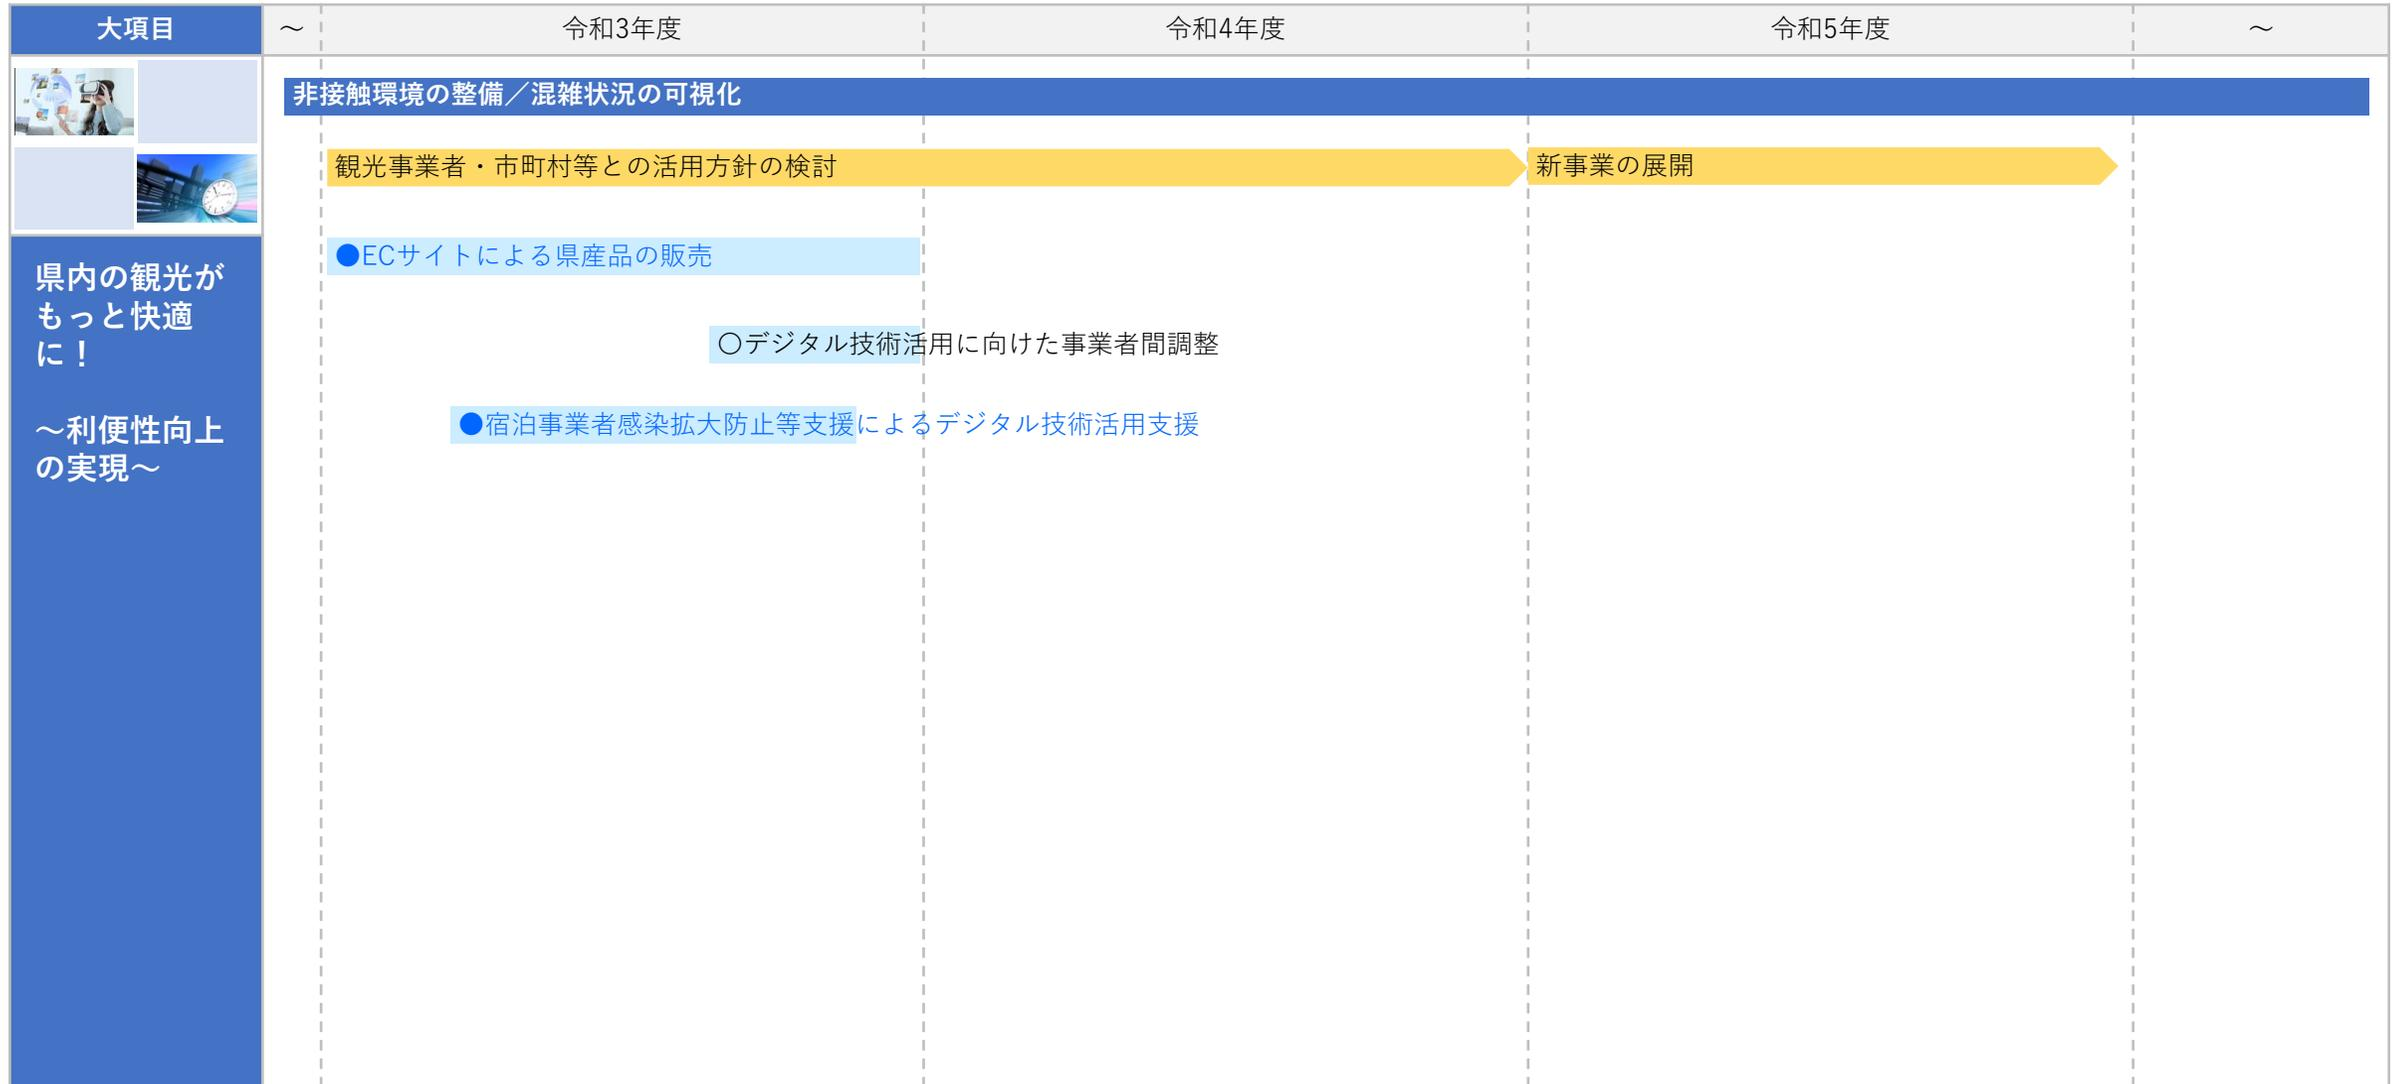 大項目
～
令和3年度
令和4年度
令和5年度
～
非接触環境の整備／混雑状況の可視化
観光事業者・市町村等との活用方針の検討
新事業の展開
●ECサイトによる県産品の販売
〇デジタル技術活用に向けた事業者間調整
●宿泊事業者感染拡大防止等支援によるデジタル技術活用支援
県内の観光が
もっと快適
に！
～利便性向上
の実現～